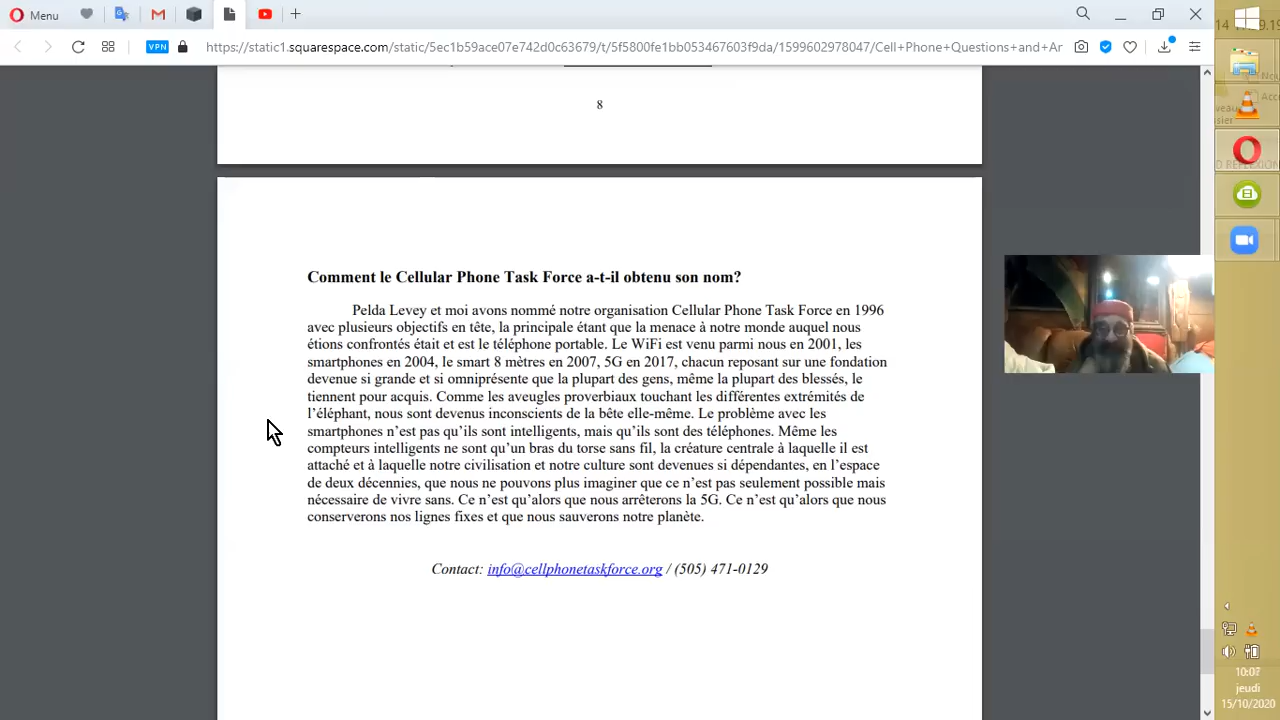 Menu
VPN
https://static1.squarespace.com/static/5ec1b59ace8f7e742d0c63679/t/5f5800fe1bb053467603f9da/1599602972047/Cell+Phone+Questions+and+Ar
8
Comment le Cellular Phone Task Force a-t-il obtenu son nom?
Pelda Levey et moi avons nommé notre organisation Cellular Phone Task Force en 1996
avec plusieurs objectifs en tête, la principale étant que la menace à notre monde auquel nous
étions confrontés était et est le téléphone portable. Le WiFi est venu parmi nous en 2001, les
smartphones en 2004, le smart 8 mètres en 2007, 5G en 2017, chacun reposant sur une fondation
devenue si grande et si omniprésente que la plupart des gens, même la plupart des blessés, le
tiennent pour acquis. Comme les aveugles proverbiaux touchant les différentes extrémités de
l’éléphant, nous sont devenus inconscients de la bête elle-même. Le problème avec les
smartphones n’est pas qu’ils sont intelligents, mais qu’ils sont des téléphones. Même les
compteurs intelligents ne sont qu’un bras du torse sans fil, la créature centrale à laquelle il est
attaché et à laquelle notre civilisation et notre culture sont devenues si dépendantes, en l’espace
de deux décennies, que nous ne pouvons plus imaginer que ce n’est pas seulement possible mais
nécessaire de vivre sans. Ce n’est qu’alors que nous arrêterons la 5G. Ce n’est qu’alors que nous
conserverons nos lignes fixes et que nous sauverons notre planète.
Contact: info@cellphonetaskforce.org / (505) 471-0129
10:07
jeudi
15/10/2020